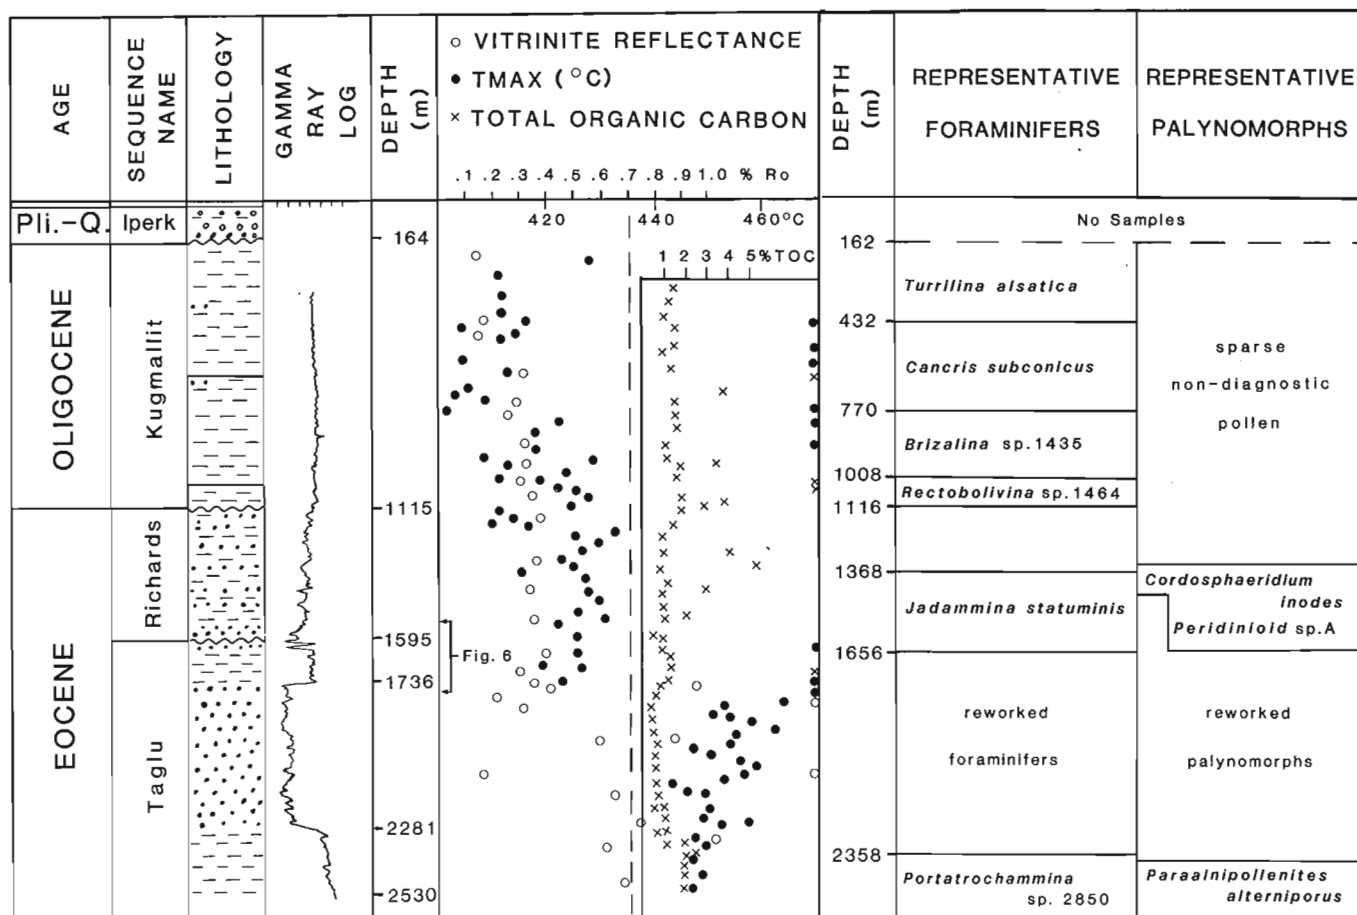 AGE
SEQUENCE NAME
LITHOLOGY
GAMMA RAY LOG
DEPTH (m)
○ VITRINITE REFLECTANCE
● TMAX (°C)
× TOTAL ORGANIC CARBON
.1 .2 .3 .4 .5 .6 .7 .8 .9 1.0 % Ro
DEPTH (m)
REPRESENTATIVE
FORAMINIFERS
REPRESENTATIVE
PALYNOMORPHS
420 440 460°C
1 2 3 4 5%TOC
Pli.-Q.
Iperk
OLIGOCENE
Kugmallit
EOCENE
Richards
Taglu
164
1115
1595
1736
2281
2530
Fig. 6
No Samples
162
432
770
1008
1116
1368
1656
2358
Turrilina alsatica
Cancris subconicus
Brizalina sp.1435
Rectobolivina sp.1464
Jadammina statuminis
reworked
foraminifers
Portatrochammina
sp. 2850
sparse
non-diagnostic
pollen
Cordosphaeridium
inodes
Peridinioid sp.A
reworked
palynomorphs
Paraalnipollenites
alterniporus